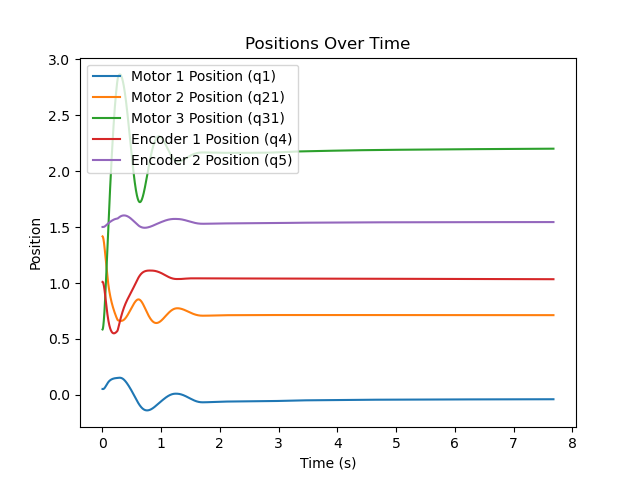 Positions Over Time
3.0
2.5
2.0
1.5
1.0
0.5
0.0
Position
Motor 1 Position (q1)
Motor 2 Position (q21)
Motor 3 Position (q31)
Encoder 1 Position (q4)
Encoder 2 Position (q5)
0 1 2 3 4 5 6 7 8
Time (s)